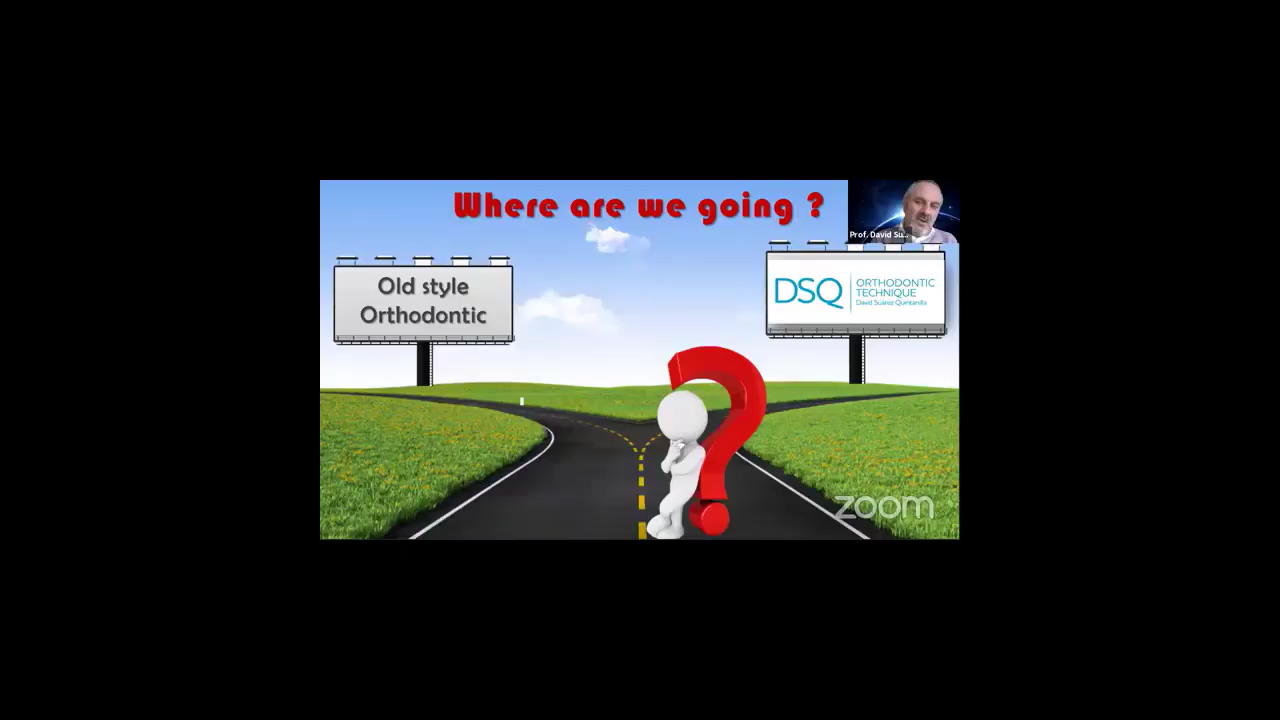 Where are we going ?
Prof. David Su...
Old style
Orthodontic
DSQ
ORTHODONTIC
TECHNIQUE
David Suárez Quintanilla
zoom